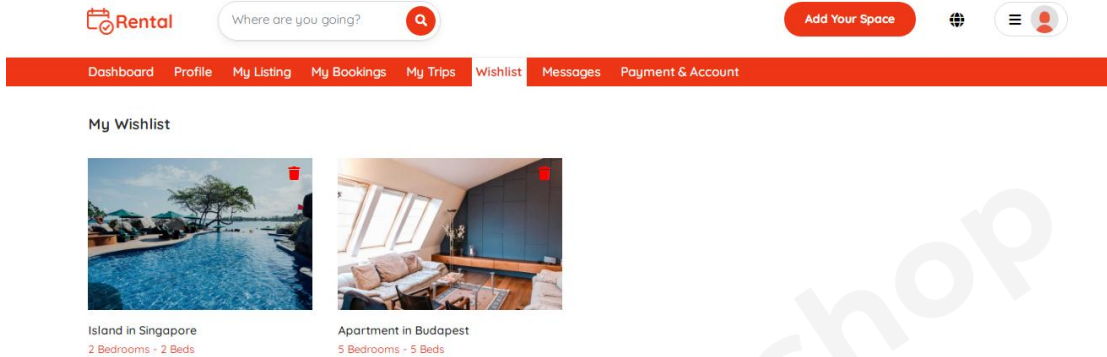 Rental
Where are you going?
Add Your Space
Dashboard Profile My Listing My Bookings My Trips Wishlist Messages Payment & Account
My Wishlist
Island in Singapore
2 Bedrooms - 2 Beds
Apartment in Budapest
5 Bedrooms - 5 Beds
shop